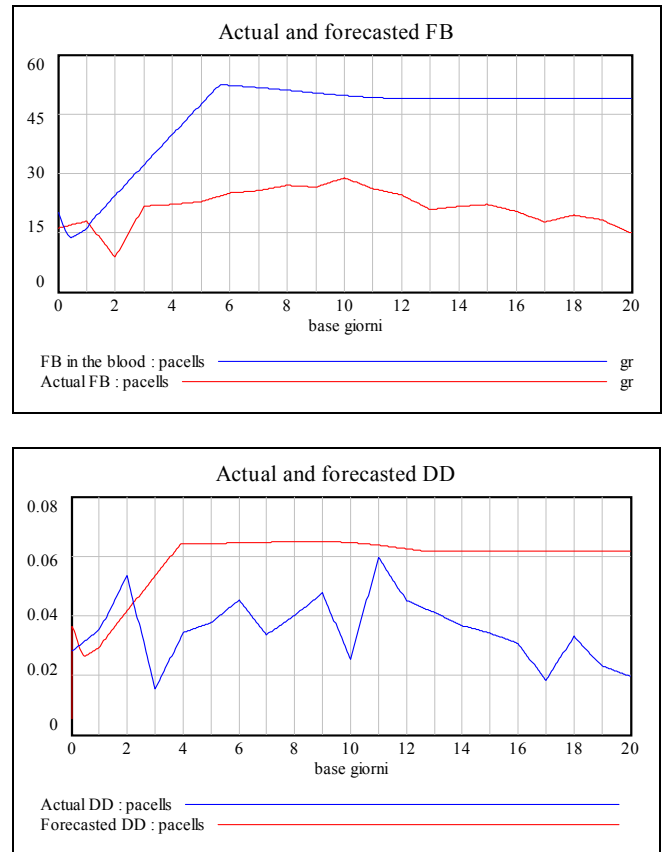 Actual and forecasted FB
60
45
30
15
0
0 2 4 6 8 10 12 14 16 18 20
base giorni
FB in the blood : pacells gr
Actual FB : pacells gr
Actual and forecasted DD
0.08
0.06
0.04
0.02
0
0 2 4 6 8 10 12 14 16 18 20
base giorni
Actual DD : pacells
Forecasted DD : pacells